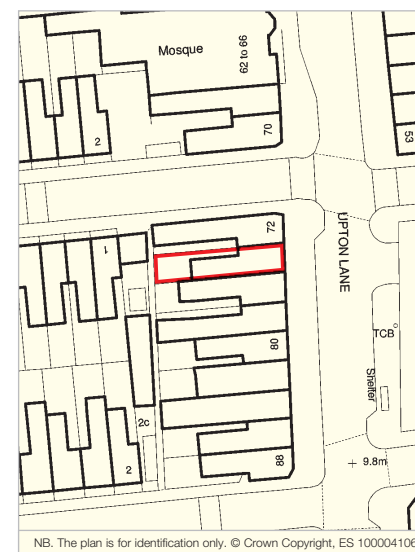 Mosque
62 to 66
2
70
53
72
1
UPTON LANE
TCB
80
Shelter
2c
2
88
+ 9.8m
NB. The plan is for identification only. © Crown Copyright, ES 100004106